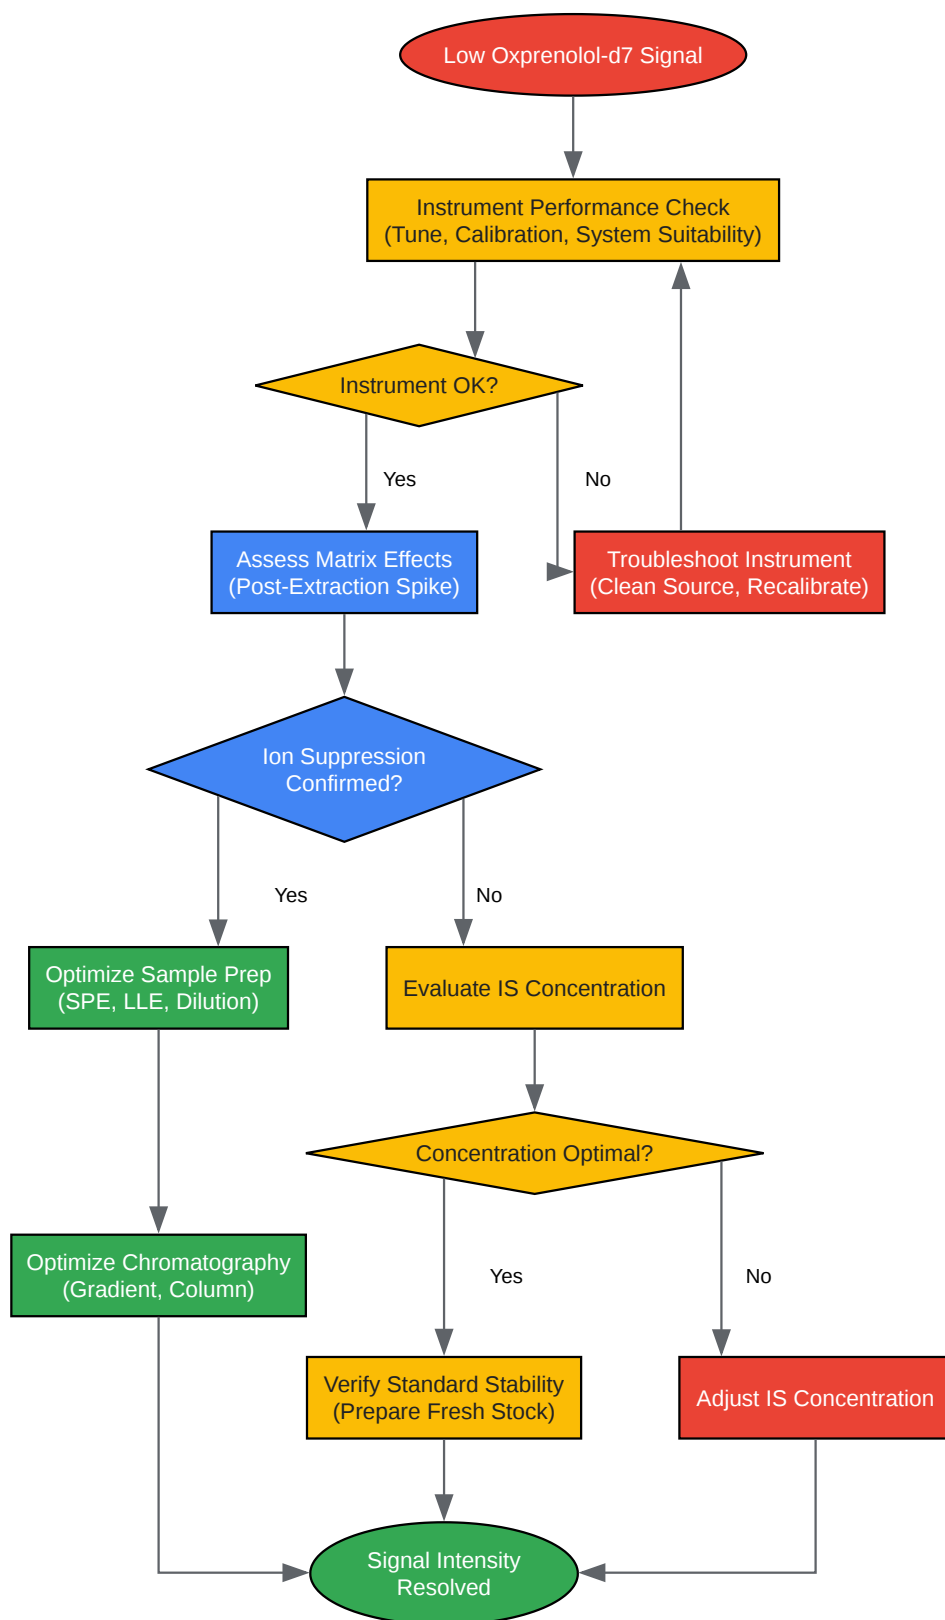 Low Oxprenolol-d7 Signal
Instrument Performance Check
(Tune, Calibration, System Suitability)
Instrument OK?
Yes
No
Assess Matrix Effects
(Post-Extraction Spike)
Troubleshoot Instrument
(Clean Source, Recalibrate)
Ion Suppression
Confirmed?
Yes
No
Optimize Sample Prep
(SPE, LLE, Dilution)
Evaluate IS Concentration
Concentration Optimal?
Optimize Chromatography
(Gradient, Column)
Yes
No
Verify Standard Stability
(Prepare Fresh Stock)
Adjust IS Concentration
Signal Intensity
Resolved